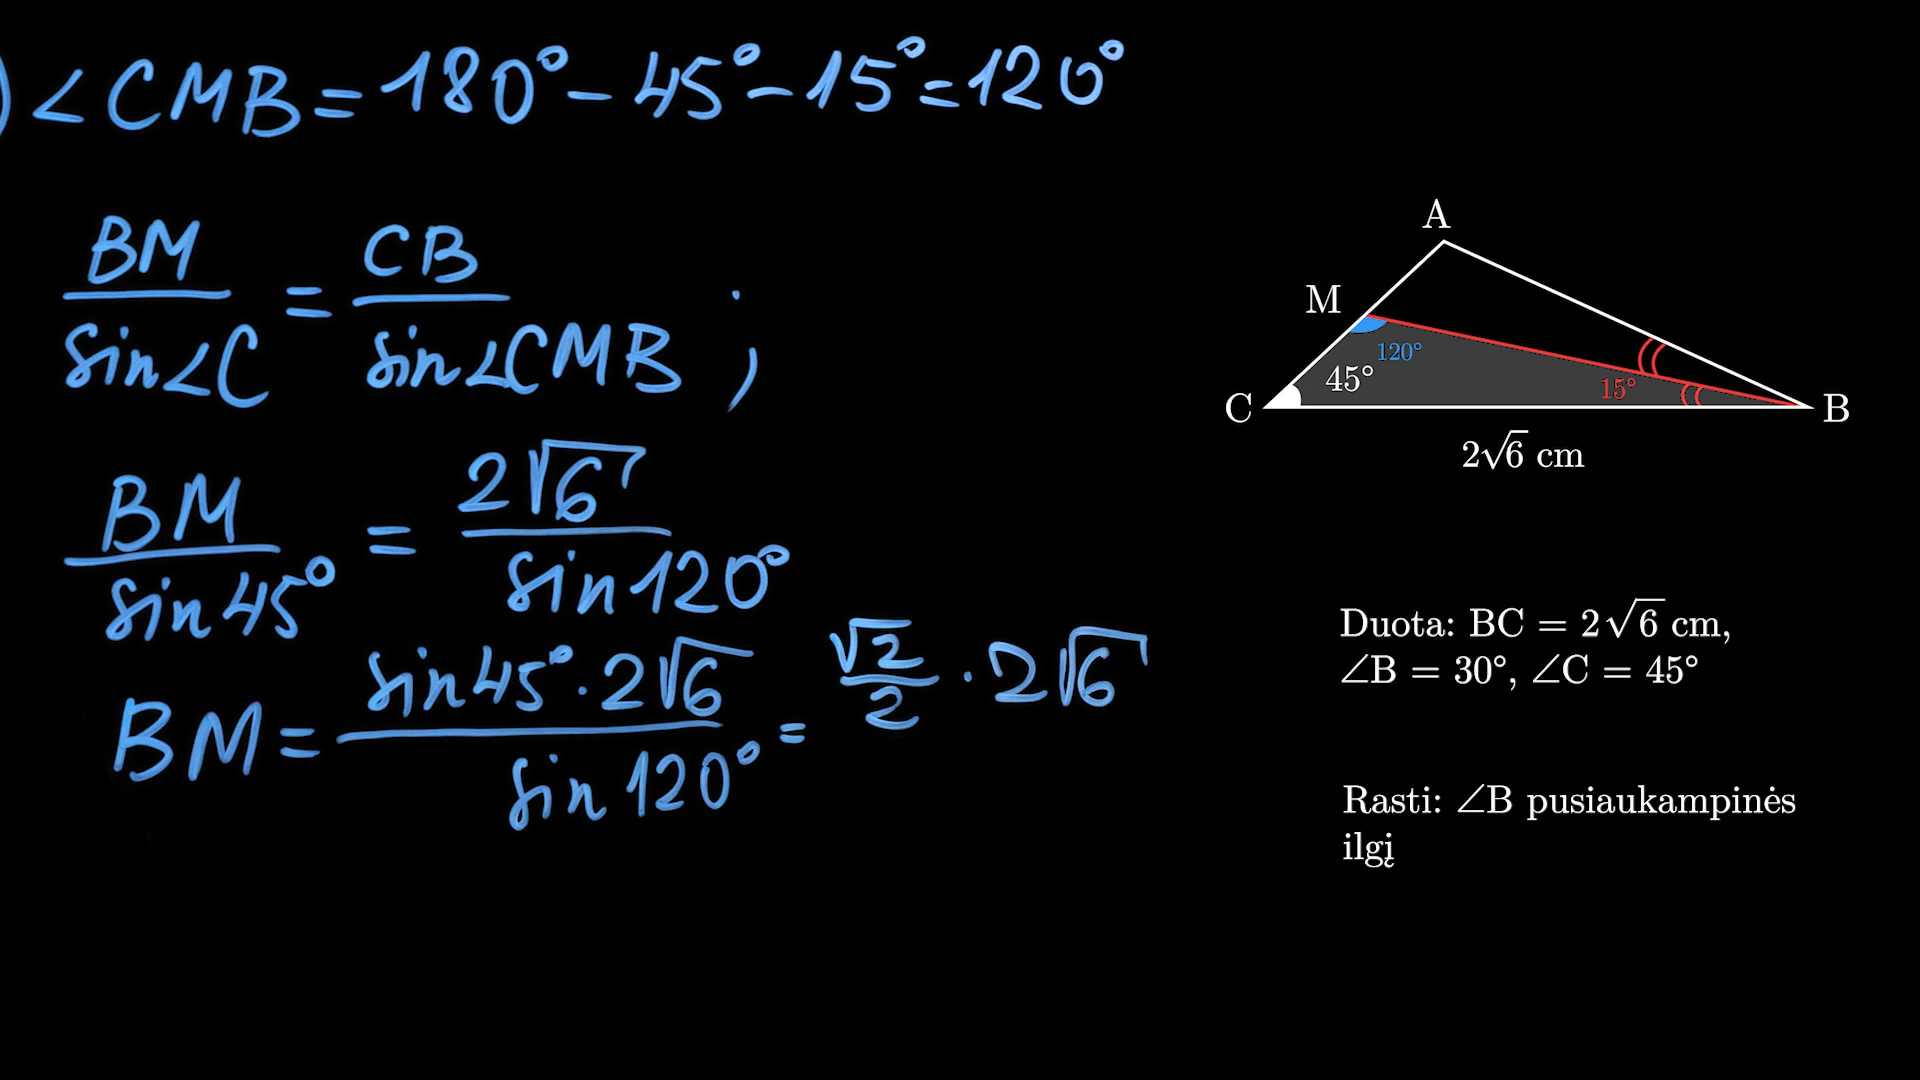 ) ∠CMB = 180° - 45° - 15° = 120°
BM/sin∠C = CB/sin∠CMB ;
BM/sin45° = 2√6/sin120°
BM = sin45° · 2√6/sin120° = √2/2 · 2√6
A
M
120°
45°
15°
C
B
2√6 cm
Duota: BC = 2√6 cm,
∠B = 30°, ∠C = 45°
Rasti: ∠B pusiaukampinės
ilgį